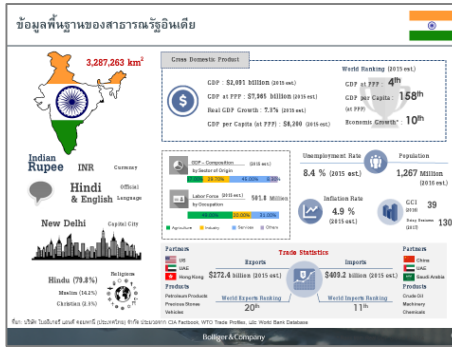 ข้อมูลพื้นฐานของสาธารณรัฐอินเดีย
3,287,263 km²
Gross Domestic Product
GDP : $2,091 billion (2015 est.)
GDP at PPP : $7,965 billion (2015 est.)
Real GDP Growth : 7.3% (2015 est.)
GDP per Capita (at PPP) : $6,200 (2015 est.)
World Ranking (2015 est.)
GDP at PPP : 4th
GDP per Capita : 158th
(at PPP)
Economic Growth* : 10th
Indian
Rupee
INR
Currency
Hindi
& English
Official
Language
New Delhi
Capital City
Hindu (79.8%)
Muslim (14.2%)
Christian (2.3%)
Religions
GDP - Composition
(2015 est.)
by Sector of Origin
45.00%
Labor Force
(2015 est.)
501.8 Million
by Occupation
49.00% 20.00% 31.00%
Agriculture Industry Services Others
Unemployment Rate
8.4 % (2015 est.)
Population
1,267 Million
(2015 est.)
Inflation Rate
4.9 %
(2015 est.)
GCI
39
130
Trade Statistics
Partners
US
UAE
Hong Kong
Products
Petroleum Products
Precious Stones
Vehicles
Exports
$272.4 billion (2015 est.)
World Exports Ranking
20th
Imports
$409.2 billion (2015 est.)
World Imports Ranking
11th
Partners
China
UAE
Saudi Arabia
Products
Crude Oil
Machinery
Chemicals
Bolliger & Company